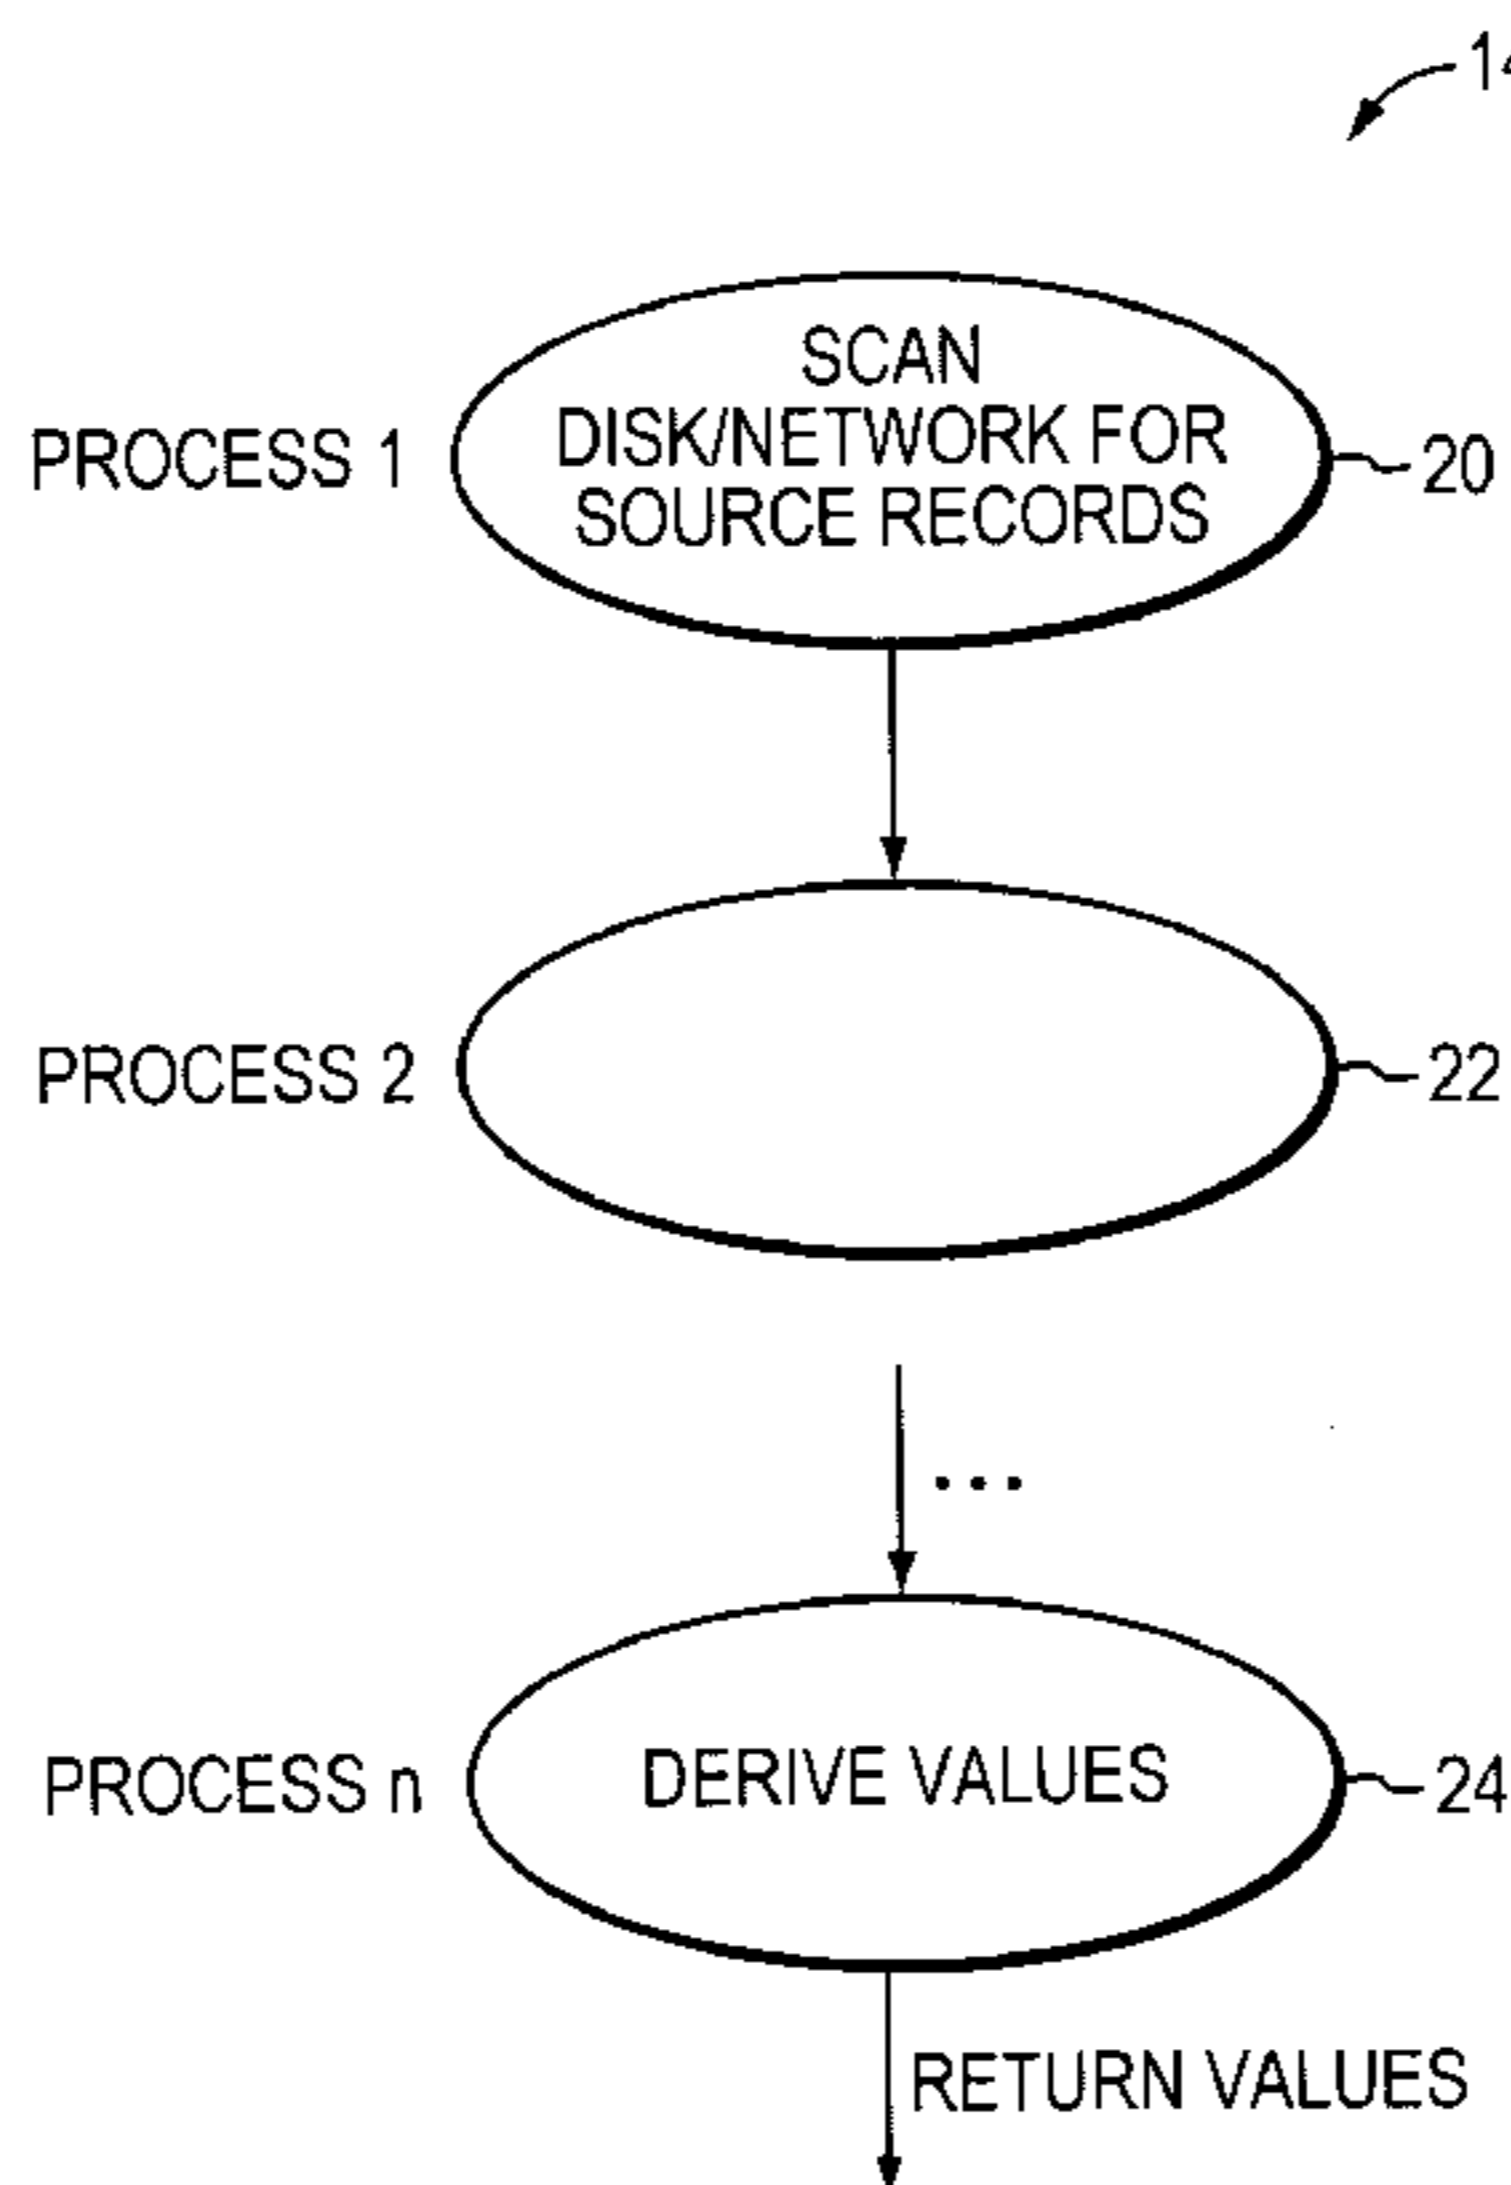 14
SCAN
DISK/NETWORK FOR
SOURCE RECORDS
PROCESS 1
20
PROCESS 2
22
...
PROCESS n
DERIVE VALUES
24
RETURN VALUES